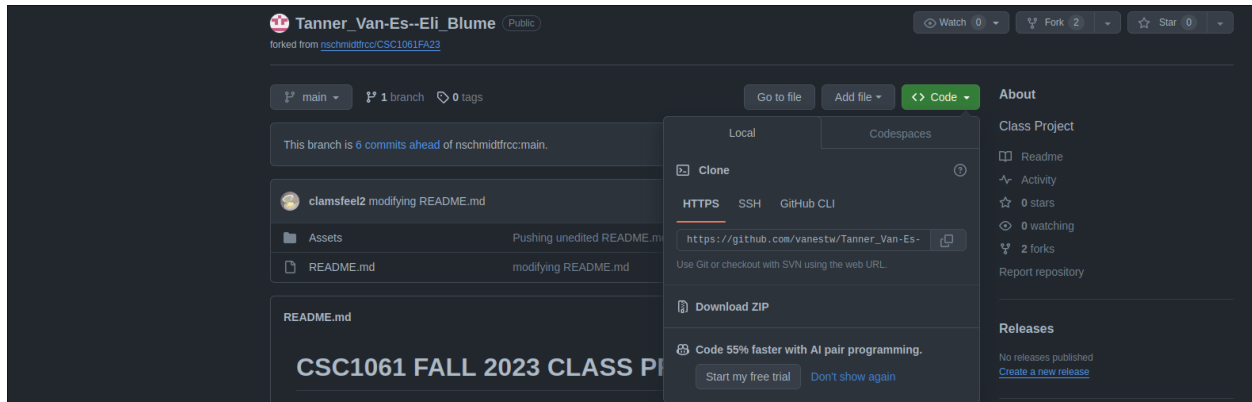 Tanner_Van-Es--Eli_Blume Public
Watch 0
Fork 2
Star 0
forked from nschmidtfrcc/CSC1061FA23
main
1 branch
0 tags
Go to file
Add file
Code
This branch is 6 commits ahead of nschmidtfrcc:main.
clamsfeel2 modifying README.md
Assets Pushing unedited README.m
README.md modifying README.md
README.md
CSC1061 FALL 2023 CLASS
Local
Codespaces
Clone
HTTPS SSH GitHub CLI
https://github.com/vanestw/Tanner_Van-Es-
Use Git or checkout with SVN using the web URL.
Download ZIP
Code 55% faster with AI pair programming.
Start my free trial Don't show again
About
Class Project
Readme
Activity
0 stars
0 watching
2 forks
Report repository
Releases
No releases published
Create a new release